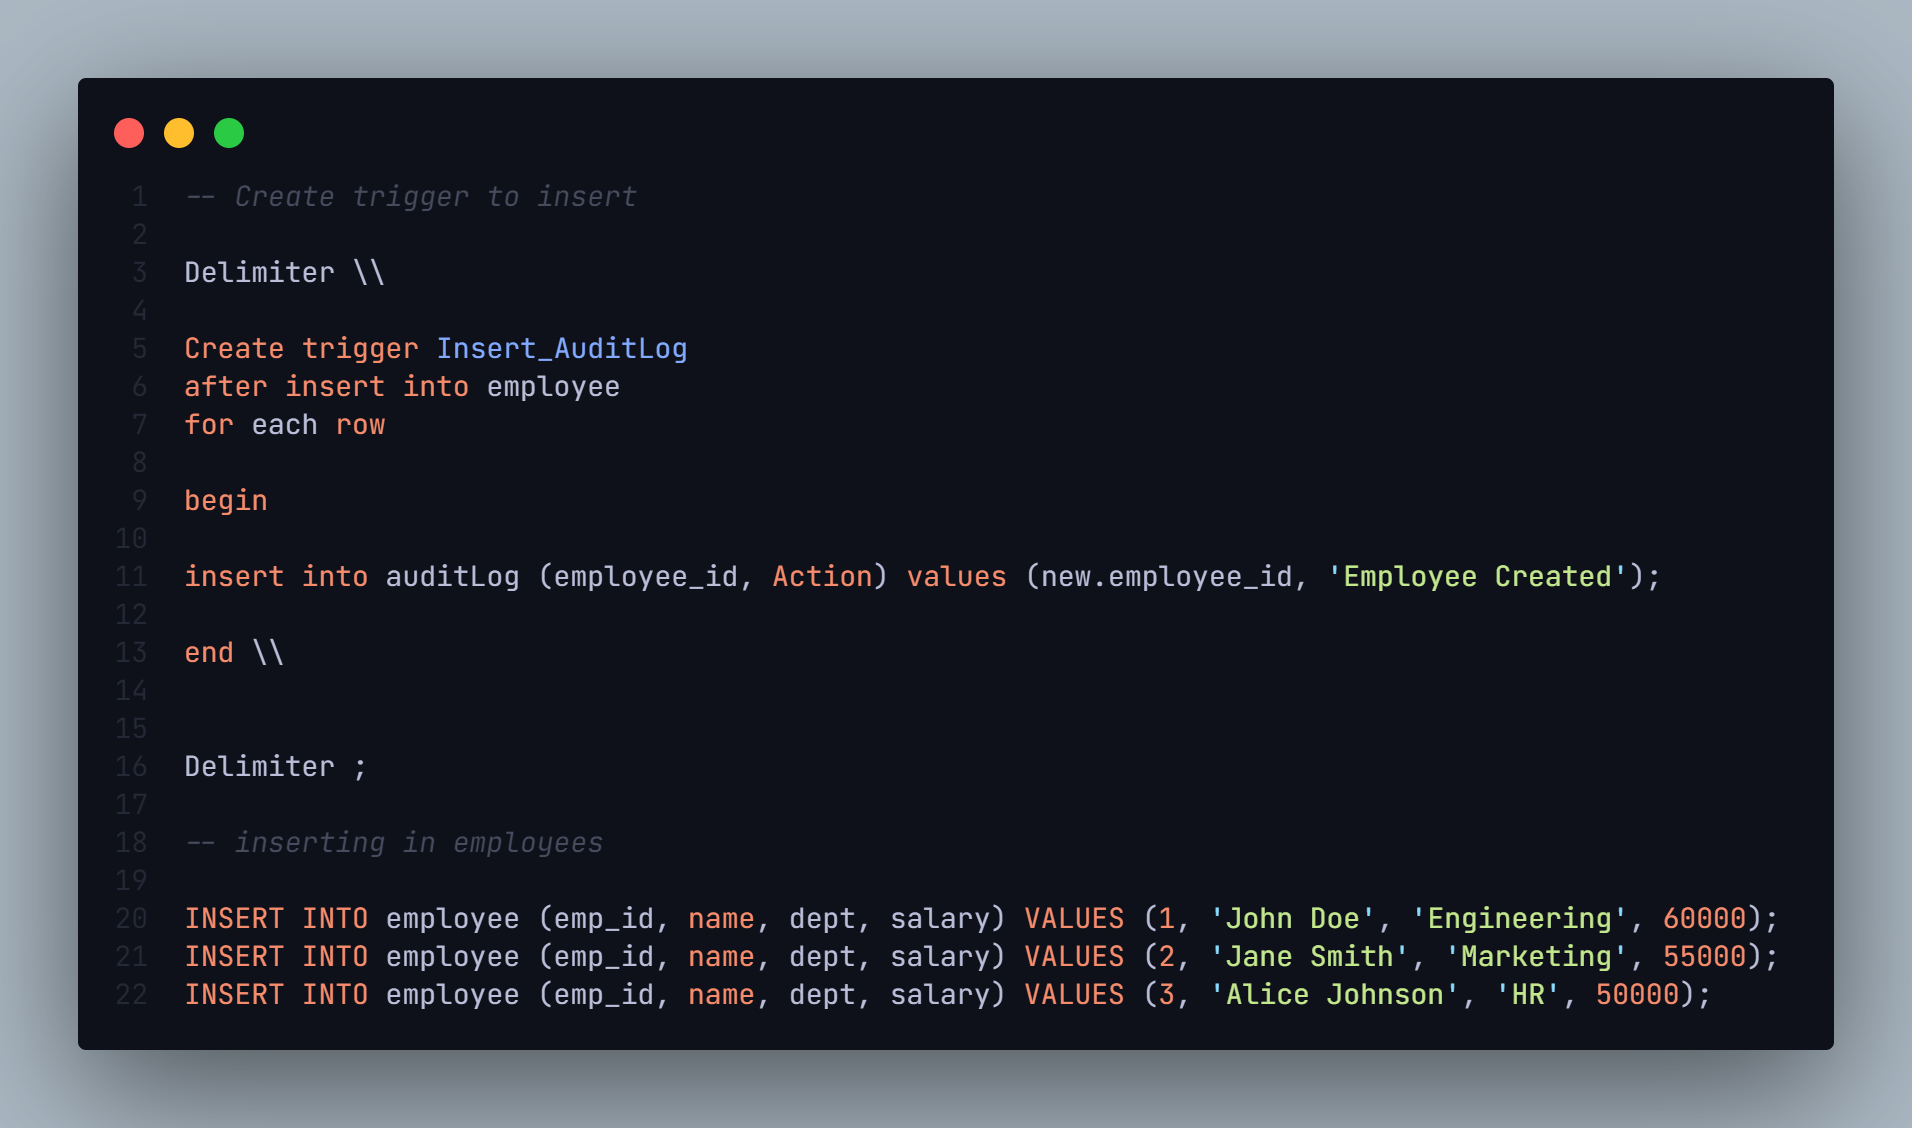 1 -- Create trigger to insert
2
3 Delimiter \\
4
5 Create trigger Insert_AuditLog
6 after insert into employee
7 for each row
8
9 begin
10
11 insert into auditLog (employee_id, Action) values (new.employee_id, 'Employee Created');
12
13 end \\
14
15
16 Delimiter ;
17
18 -- inserting in employees
19
20 INSERT INTO employee (emp_id, name, dept, salary) VALUES (1, 'John Doe', 'Engineering', 60000);
21 INSERT INTO employee (emp_id, name, dept, salary) VALUES (2, 'Jane Smith', 'Marketing', 55000);
22 INSERT INTO employee (emp_id, name, dept, salary) VALUES (3, 'Alice Johnson', 'HR', 50000);